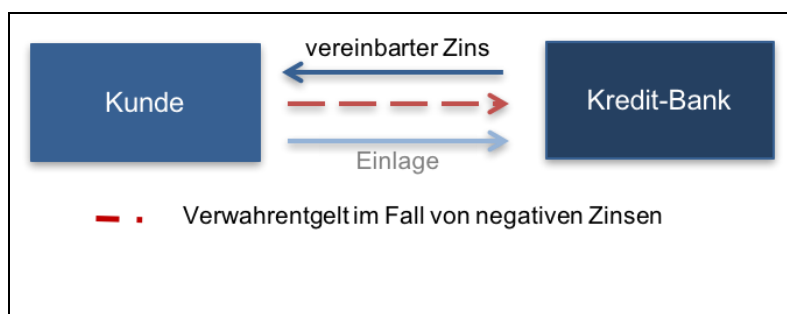 vereinbarter Zins
Kunde
Kredit-Bank
Einlage
Verwahrentgelt im Fall von negativen Zinsen